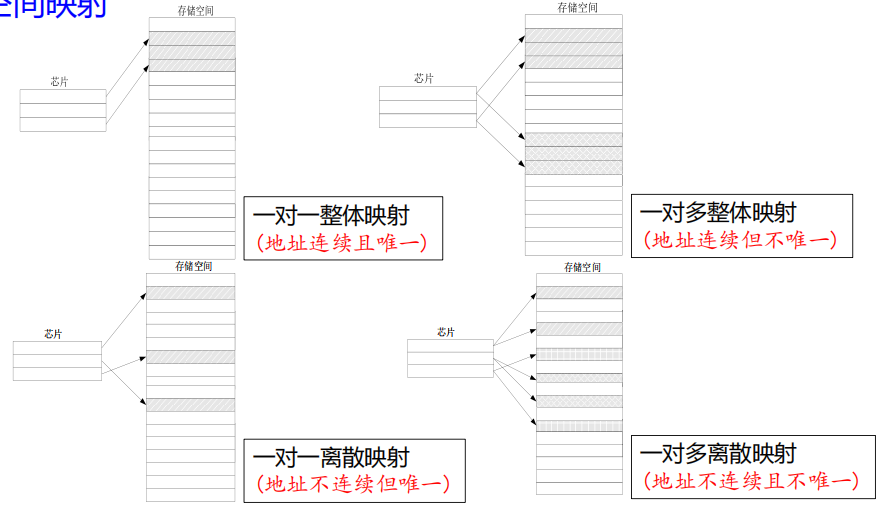 空间映射
存储空间
芯片
一对一整体映射
(地址连续且唯一)
存储空间
芯片
一对多整体映射
(地址连续但不唯一)
存储空间
芯片
一对一离散映射
(地址不连续但唯一)
存储空间
芯片
一对多离散映射
(地址不连续且不唯一)